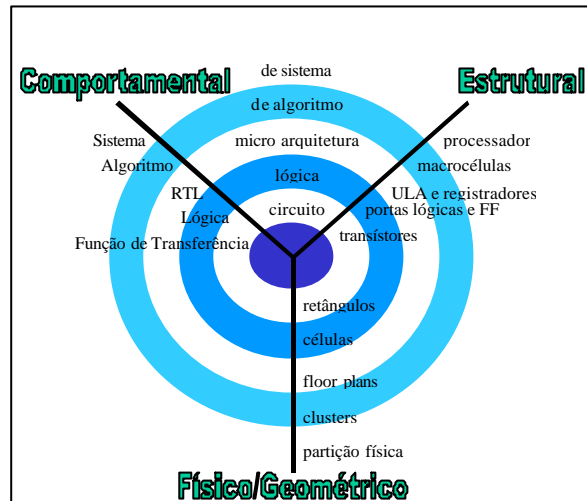 de sistema
Comportamental
Estrutural
de algoritmo
Sistema
micro arquitetura
processador
Algoritmo
macrocélulas
lógica
RTL
ULA e registradores
Lógica
circuito
portas lógicas e FF
Função de Transferência
transístores
retângulos
células
floor plans
clusters
partição física
Físico/Geométrico